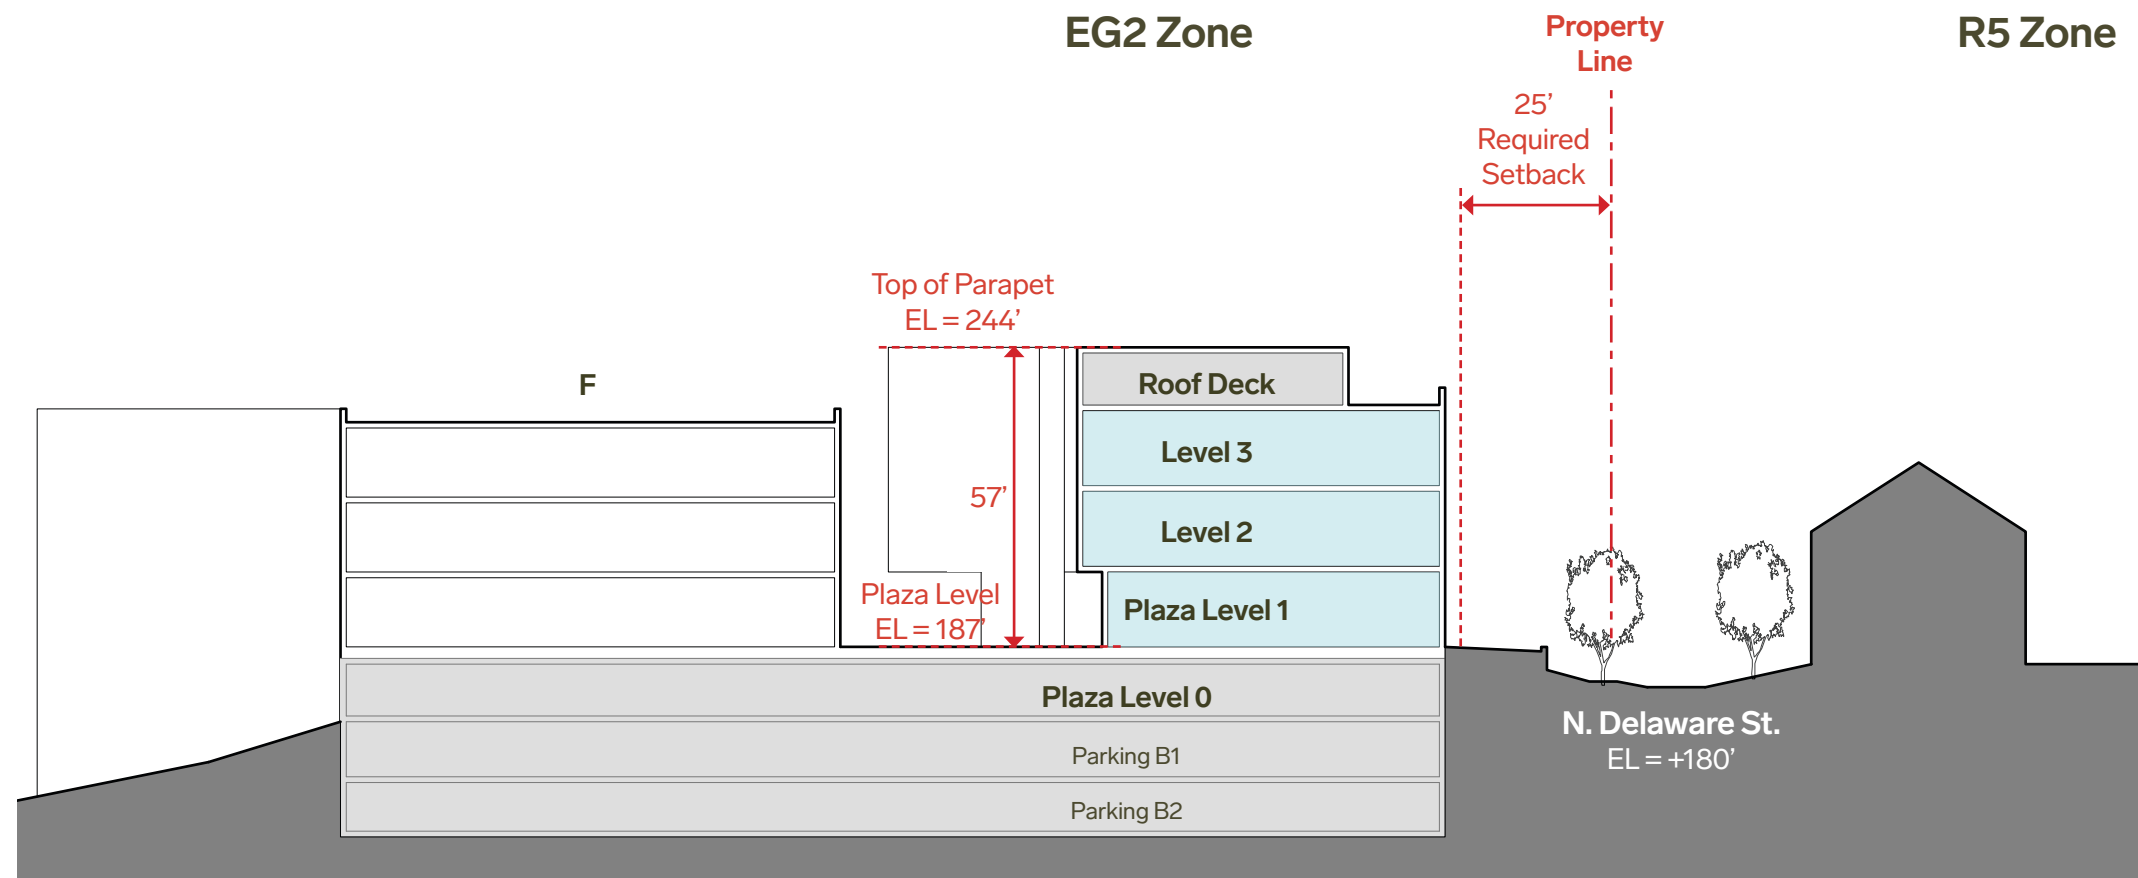 EG2 Zone
Property
Line
R5 Zone
25’
Required
Setback
Top of Parapet
EL = 244’
F
Roof Deck
Level 3
57’
Level 2
Plaza Level
EL = 187’
Plaza Level 1
Plaza Level 0
N. Delaware St.
EL = +180’
Parking B1
Parking B2